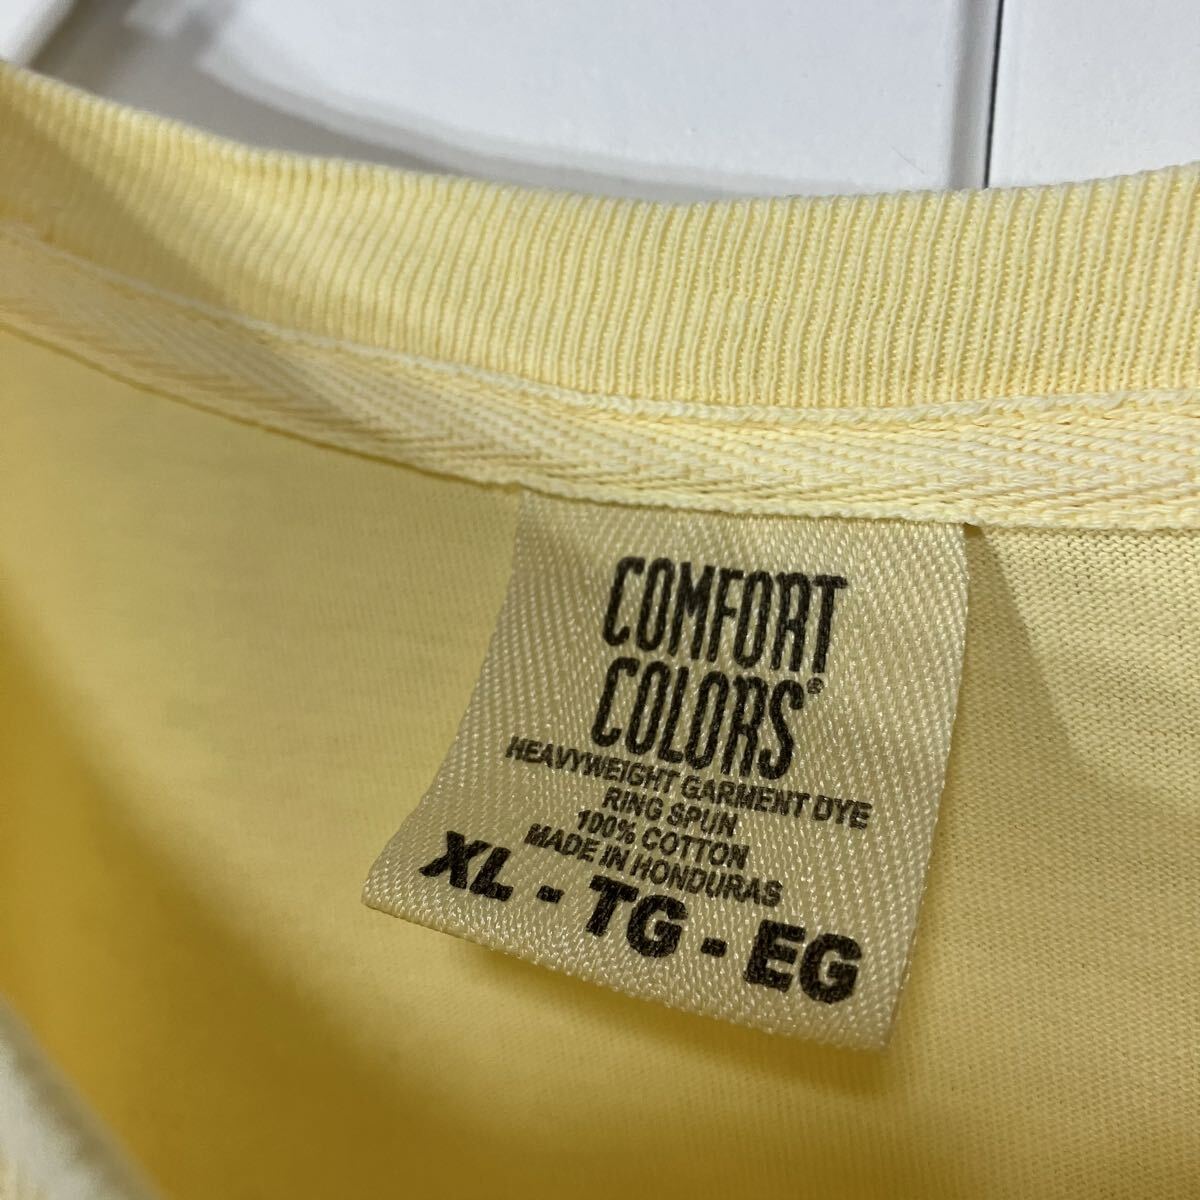 COMFORT
COLORS®
HEAVYWEIGHT GARMENT DYE
RING SPUN
100% COTTON
MADE IN HONDURAS
XL - TG - EG